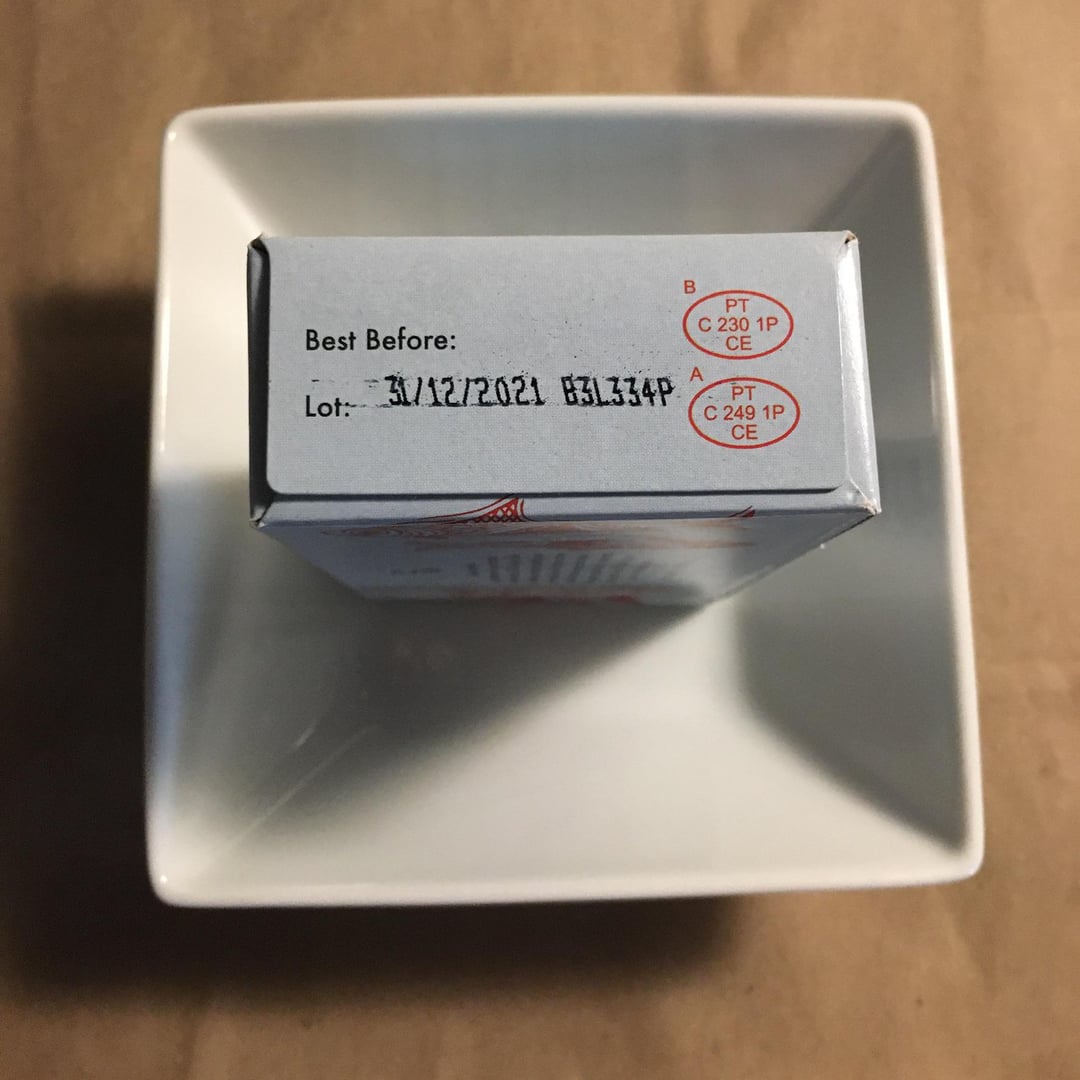 Best Before:
Lot:
31/12/2021 B3L334P
B
PT
C 230 1P
CE
A
PT
C 249 1P
CE